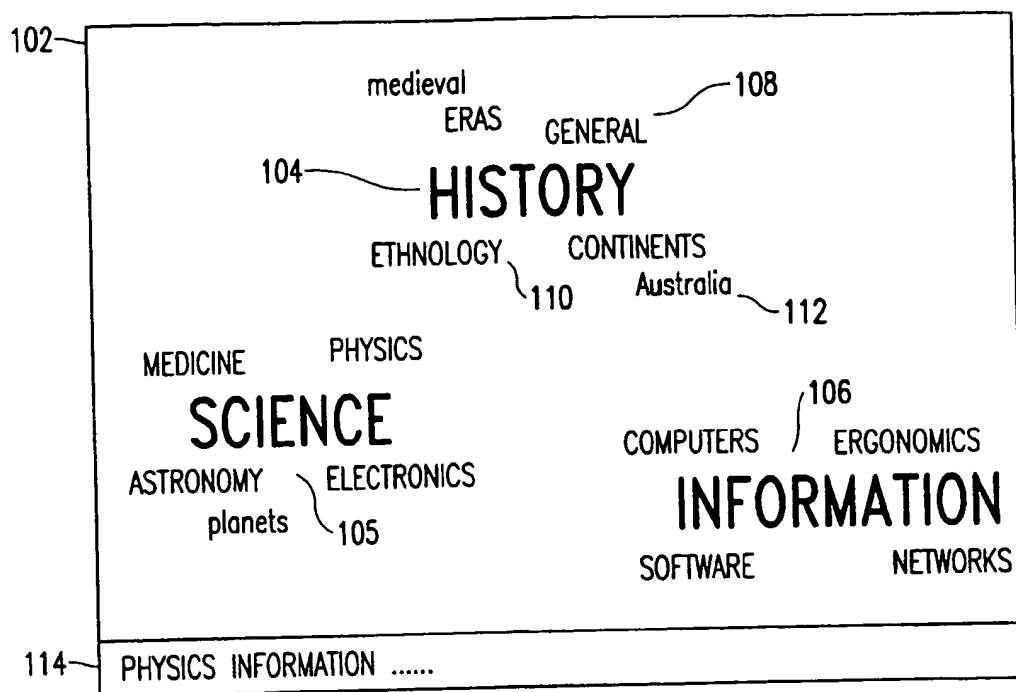 102
medieval
108
ERAS GENERAL
104 HISTORY
ETHNOLOGY CONTINENTS
110 Australia 112
MEDICINE PHYSICS
SCIENCE
106
COMPUTERS ERGONOMICS
ASTRONOMY ELECTRONICS
INFORMATION
planets 105
SOFTWARE NETWORKS
114 PHYSICS INFORMATION ......